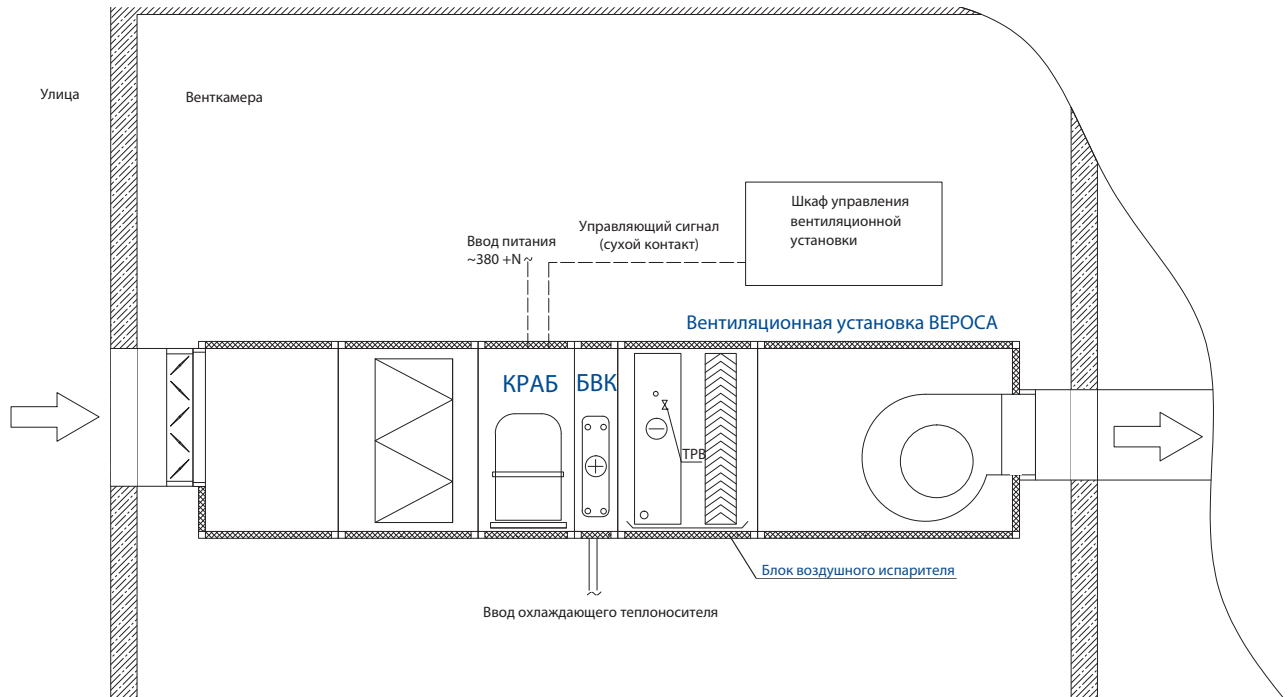 Улица
Венткамера
Шкаф управления
вентиляционной
установки
Управляющий сигнал
(сухой контакт)
Ввод питания
~380 +N ~
Вентиляционная установка ВЕРОСА
КРАБ
БВК
ТРВ
Блок воздушного испарителя
Ввод охлаждающего теплоносителя